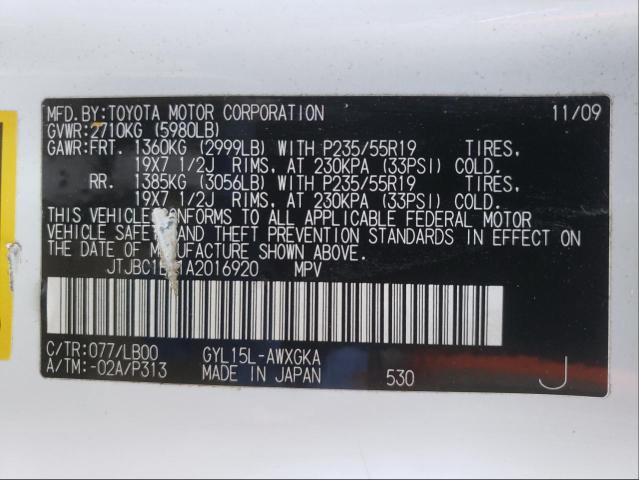 MFD. BY: TOYOTA MOTOR CORPORATION 11/09
GVWR: 2710KG (5980LB)
GAWR: FRT. 1360KG (2999LB) WITH P235/55R19 TIRES,
19X7 1/2J RIMS, AT 230KPA (33PSI) COLD.
RR. 1385KG (3056LB) WITH P235/55R19 TIRES,
19X7 1/2J RIMS, AT 230KPA (33PSI) COLD.
THIS VEHICLE CONFORMS TO ALL APPLICABLE FEDERAL MOTOR
VEHICLE SAFETY AND THEFT PREVENTION STANDARDS IN EFFECT ON
THE DATE OF MANUFACTURE SHOWN ABOVE.
MPV
C/TR: 077/LB00 GYL15L-AWXGKA
A/TM: -02A/P313 MADE IN JAPAN 530 J